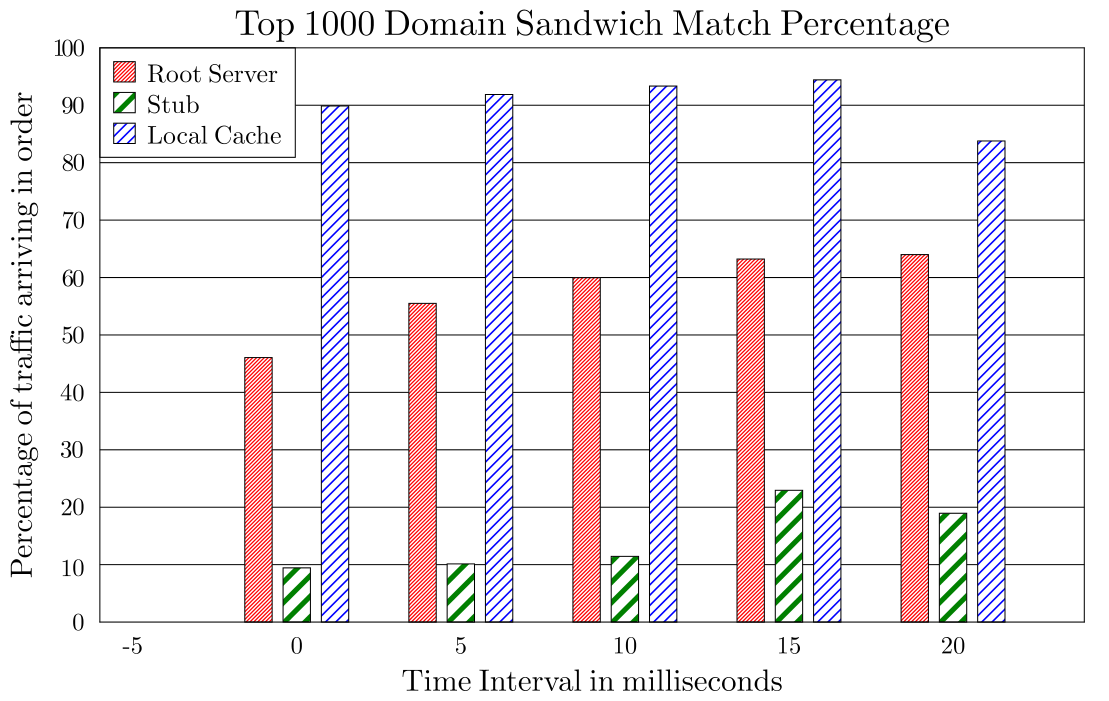 Top 1000 Domain Sandwich Match Percentage
Percentage of traffic arriving in order
100
90
80
70
60
50
40
30
20
10
0
Root Server
Stub
Local Cache
-5 0 5 10 15 20
Time Interval in milliseconds